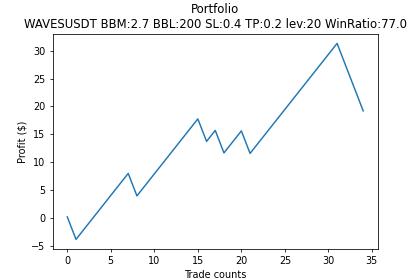 Portfolio
WAVESUSDT BBM:2.7 BBL:200 SL:0.4 TP:0.2 lev:20 WinRatio:77.0
Profit ($)
30
25
20
15
10
5
0
−5
0 5 10 15 20 25 30 35
Trade counts